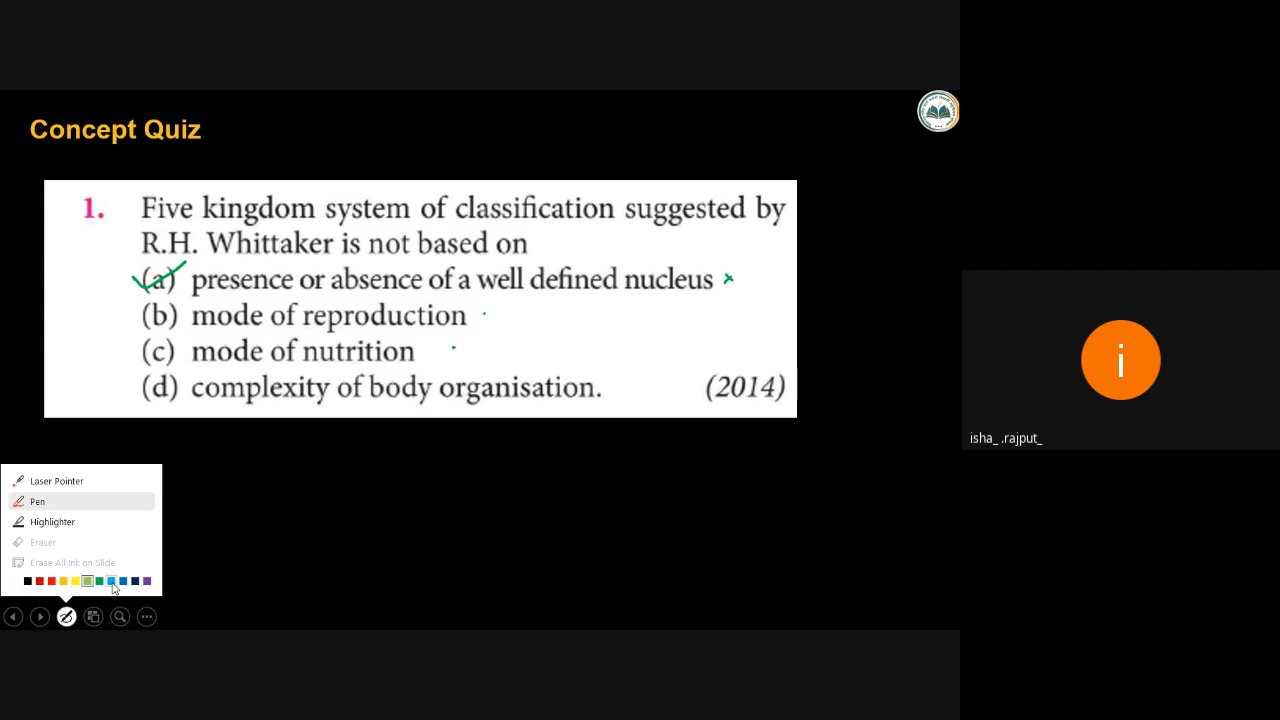 Concept Quiz
1. Five kingdom system of classification suggested by
R.H. Whittaker is not based on
(a) presence or absence of a well defined nucleus
(b) mode of reproduction
(c) mode of nutrition
(d) complexity of body organisation. (2014)
i
isha_ .rajput_
Laser Pointer
Pen
Highlighter
Eraser
Erase All Ink on Slide